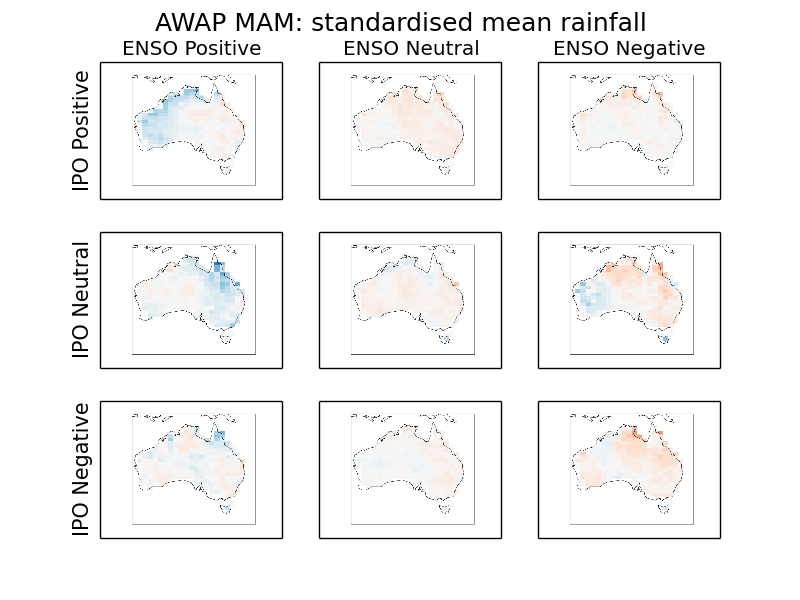 AWAP MAM: standardised mean rainfall
ENSO Positive
ENSO Neutral
ENSO Negative
IPO Positive
IPO Neutral
IPO Negative